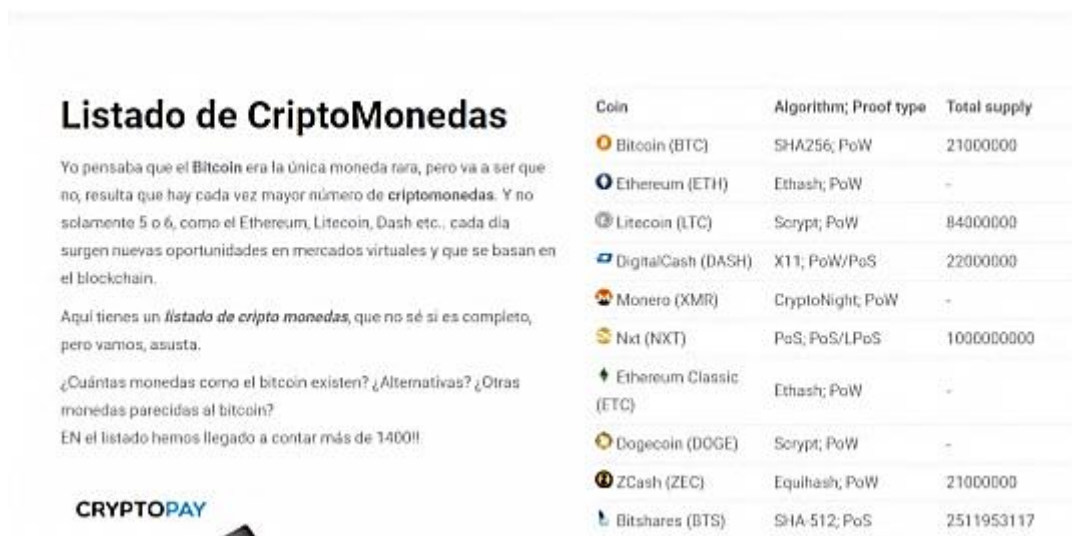 Listado de CriptoMonedas
Yo pensaba que el Bitcoin era la única moneda rara, pero va a ser que
no, resulta que hay cada vez mayor número de criptomonedas. Y no
solamente 5 o 6, como el Ethereum, Litecoin, Dash etc., cada día
surgen nuevas oportunidades en mercados virtuales y que se basan en
el blockchain.
Aquí tienes un listado de cripto monedas, que no sé si es completo,
pero vamos, asusta.
¿Cuántas monedas como el bitcoin existen? ¿Alternativas? ¿Otras
monedas parecidas al bitcoin?
EN el listado hemos llegado a contar más de 1400!!
CRYPTOPAY
Coin Algorithm; Proof type Total supply
Bitcoin (BTC) SHA256; PoW 21000000
Ethereum (ETH) Ethash; PoW -
Litecoin (LTC) Scrypt; PoW 84000000
DigitalCash (DASH) X11; PoW/PoS 22000000
Monero (XMR) CryptoNight; PoW -
Nxt (NXT) PoS; PoS/LPoS 1000000000
Ethereum Classic
(ETC) Ethash; PoW -
Dogecoin (DOGE) Scrypt; PoW -
ZCash (ZEC) Equihash; PoW 21000000
Bitshares (BTS) SHA-512; PoS 2511953117